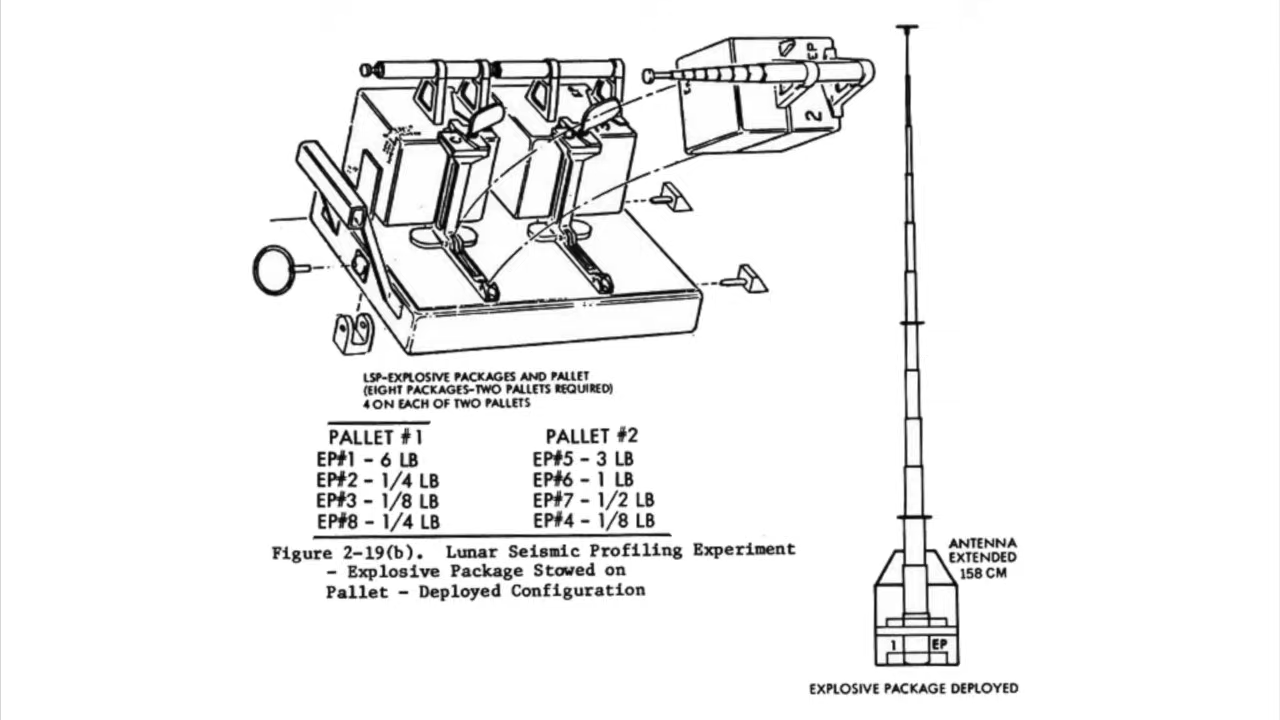 EP
2
3
LSP-EXPLOSIVE PACKAGES AND PALLET
(EIGHT PACKAGES-TWO PALLETS REQUIRED)
4 ON EACH OF TWO PALLETS
PALLET #1
EP#1 - 6 LB
EP#2 - 1/4 LB
EP#3 - 1/8 LB
EP#8 - 1/4 LB
PALLET #2
EP#5 - 3 LB
EP#6 - 1 LB
EP#7 - 1/2 LB
EP#4 - 1/8 LB
Figure 2-19(b). Lunar Seismic Profiling Experiment
- Explosive Package Stowed on
Pallet - Deployed Configuration
ANTENNA
EXTENDED
158 CM
1 EP
EXPLOSIVE PACKAGE DEPLOYED